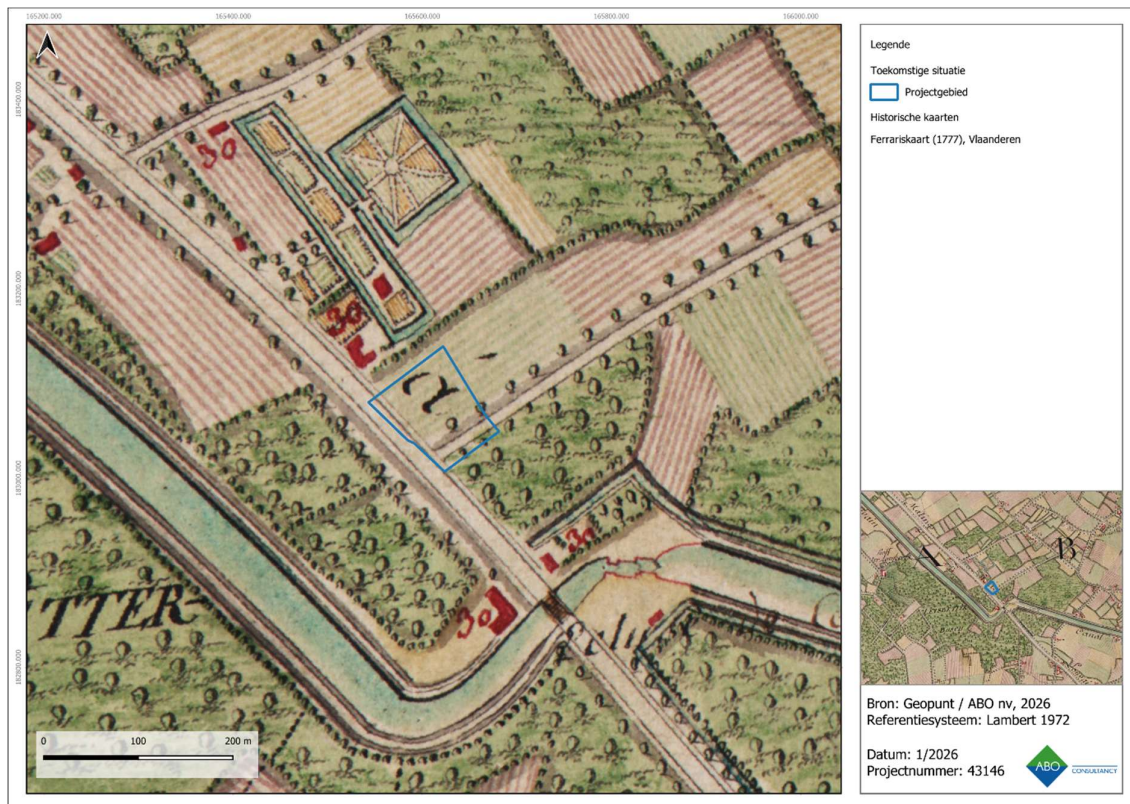 165200.000
165400.000
165600.000
165800.000
166000.000
183400.000
183200.000
183000.000
182800.000
30
30
30
30
TTER-
0
100
200 m
Legende
Toekomstige situatie
Projectgebied
Historische kaarten
Ferrariskaart (1777), Vlaanderen
A
B
Canal
Bron: Geopunt / ABO nv, 2026
Referentiesysteem: Lambert 1972
Datum: 1/2026
Projectnummer: 43146
ABO
CONSULTANCY